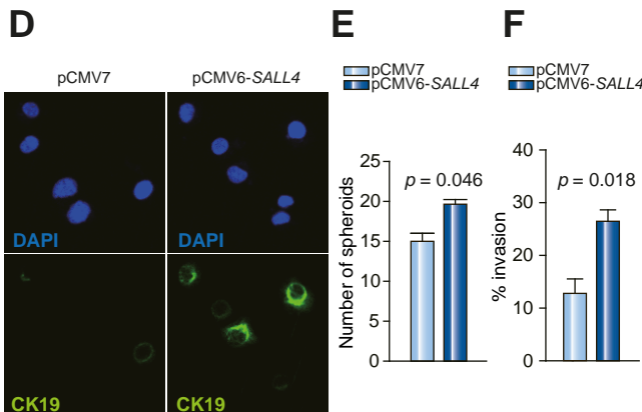 D
pCMV7
pCMV6-SALL4
DAPI
DAPI
CK19
CK19
E
pCMV7
pCMV6-SALL4
Number of spheroids
25
20
15
10
5
0
p = 0.046
F
pCMV7
pCMV6-SALL4
% invasion
40
30
20
10
0
p = 0.018